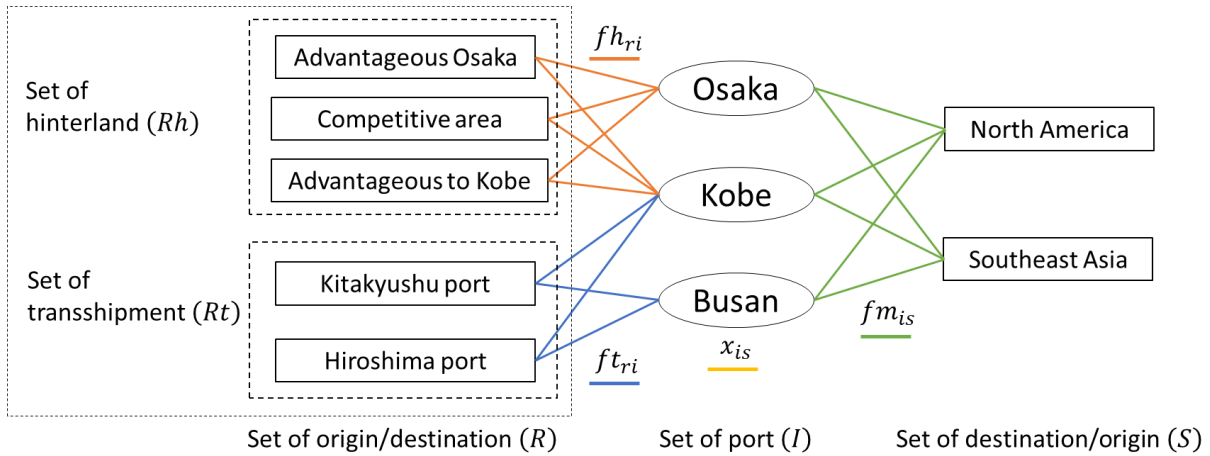 Set of
hinterland (Rh)
Advantageous Osaka
Competitive area
Advantageous to Kobe
Set of
transshipment (Rt)
Kitakyushu port
Hiroshima port
fh_ri
ft_ri
Osaka
Kobe
Busan
x_is
fm_is
North America
Southeast Asia
Set of origin/destination (R)
Set of port (I)
Set of destination/origin (S)